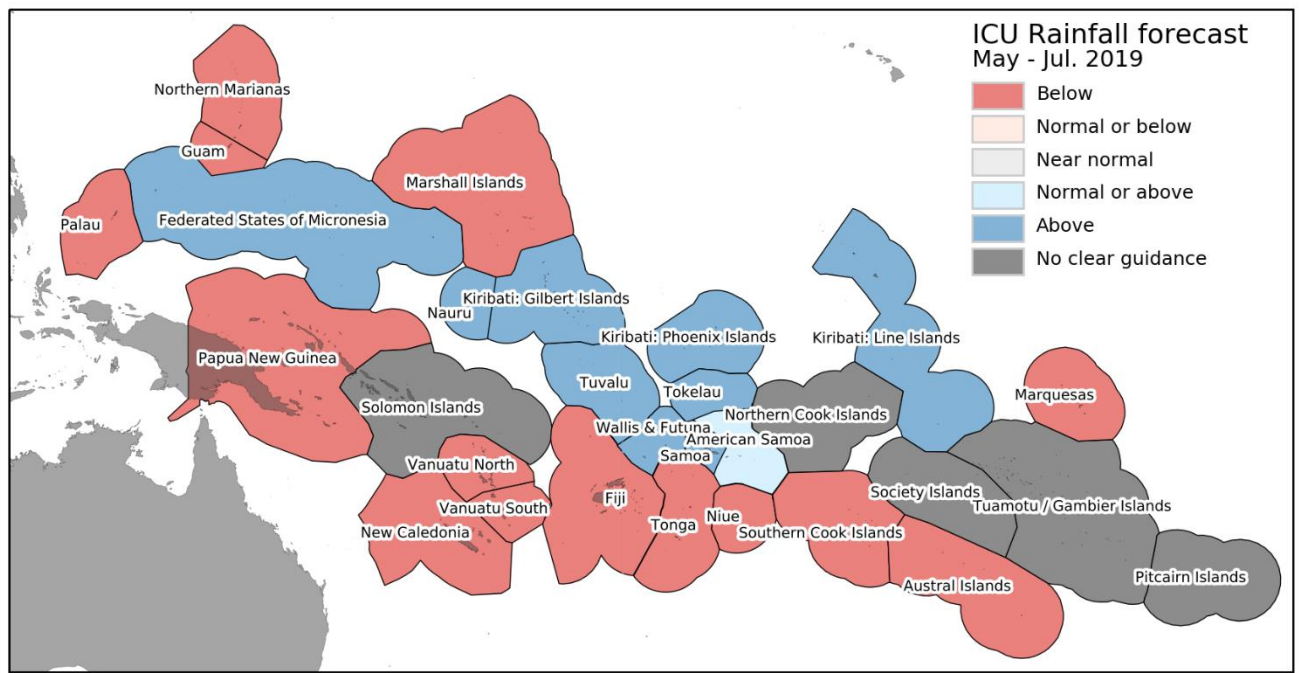 ICU Rainfall forecast
May - Jul. 2019
Below
Normal or below
Near normal
Normal or above
Above
No clear guidance
Northern Marianas
Guam
Marshall Islands
Palau
Federated States of Micronesia
Nauru
Kiribati: Gilbert Islands
Kiribati: Phoenix Islands
Kiribati: Line Islands
Papua New Guinea
Tuvalu
Tokelau
Marquesas
Solomon Islands
Northern Cook Islands
Wallis & Futuna
American Samoa
Samoa
Vanuatu North
Society Islands
Fiji
Vanuatu South
Tuamotu / Gambier Islands
New Caledonia
Tonga
Niue
Southern Cook Islands
Austral Islands
Pitcairn Islands